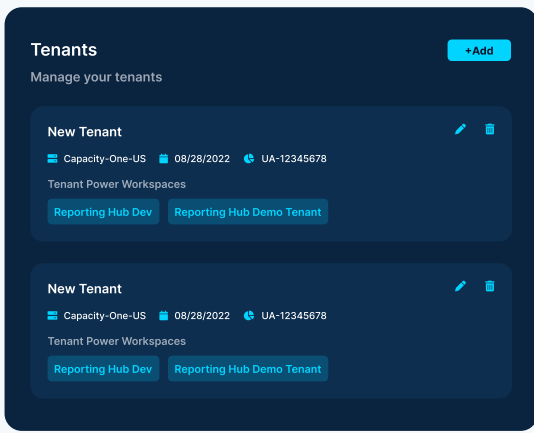 Tenants
+Add
Manage your tenants
New Tenant
Capacity-One-US 08/28/2022 UA-12345678
Tenant Power Workspaces
Reporting Hub Dev Reporting Hub Demo Tenant
New Tenant
Capacity-One-US 08/28/2022 UA-12345678
Tenant Power Workspaces
Reporting Hub Dev Reporting Hub Demo Tenant